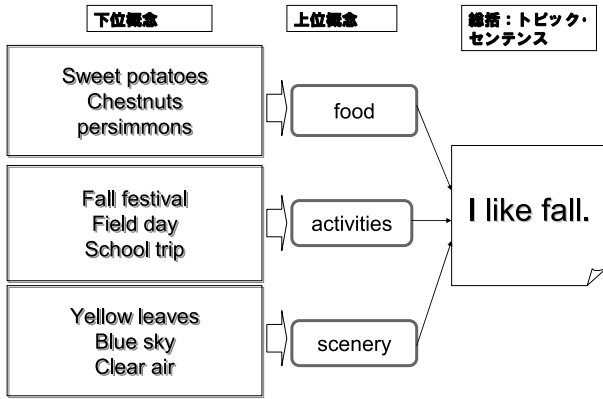 下位概念
上位概念
総括：トピック・
センテンス
Sweet potatoes
Chestnuts
persimmons
food
Fall festival
Field day
School trip
activities
Yellow leaves
Blue sky
Clear air
scenery
I like fall.